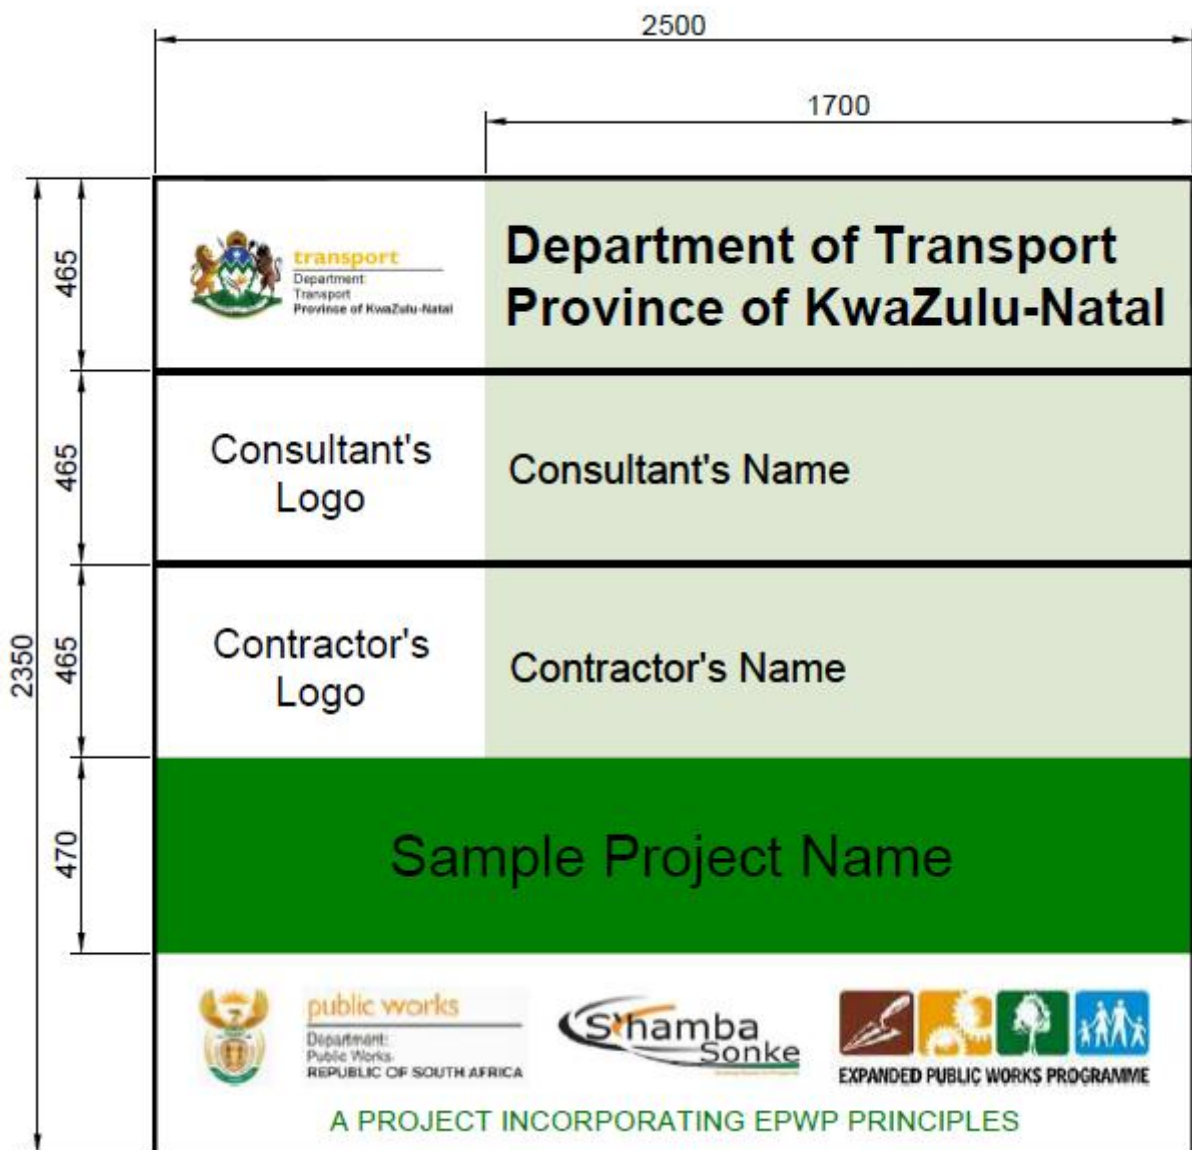 2500
1700
465
transport
Department:
Transport
Province of KwaZulu-Natal
Department of Transport
Province of KwaZulu-Natal
465
Consultant's
Logo
Consultant's Name
2350
465
Contractor's
Logo
Contractor's Name
470
Sample Project Name
public works
Department:
Public Works
REPUBLIC OF SOUTH AFRICA
S'hamba
Sonke
EXPANDED PUBLIC WORKS PROGRAMME
A PROJECT INCORPORATING EPWP PRINCIPLES